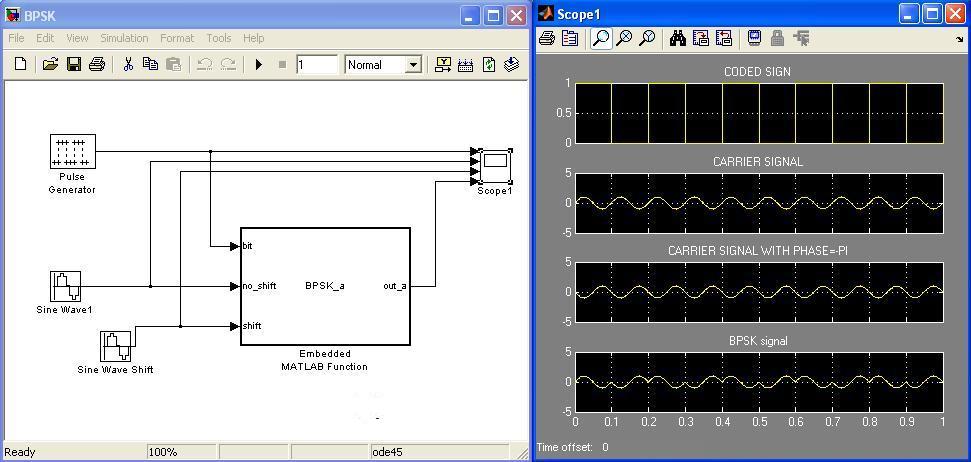 BPSK
File Edit View Simulation Format Tools Help
1
Normal
Pulse
Generator
Scope1
bit
no_shift
BPSK_a
out_a
shift
Sine Wave1
Sine Wave Shift
Embedded
MATLAB Function
Ready
100%
ode45
Scope1
CODED SIGN
1
0.5
0
CARRIER SIGNAL
5
0
-5
CARRIER SIGNAL WITH PHASE=-PI
5
0
-5
BPSK signal
5
0
-5
0 0.1 0.2 0.3 0.4 0.5 0.6 0.7 0.8 0.9 1
Time offset: 0